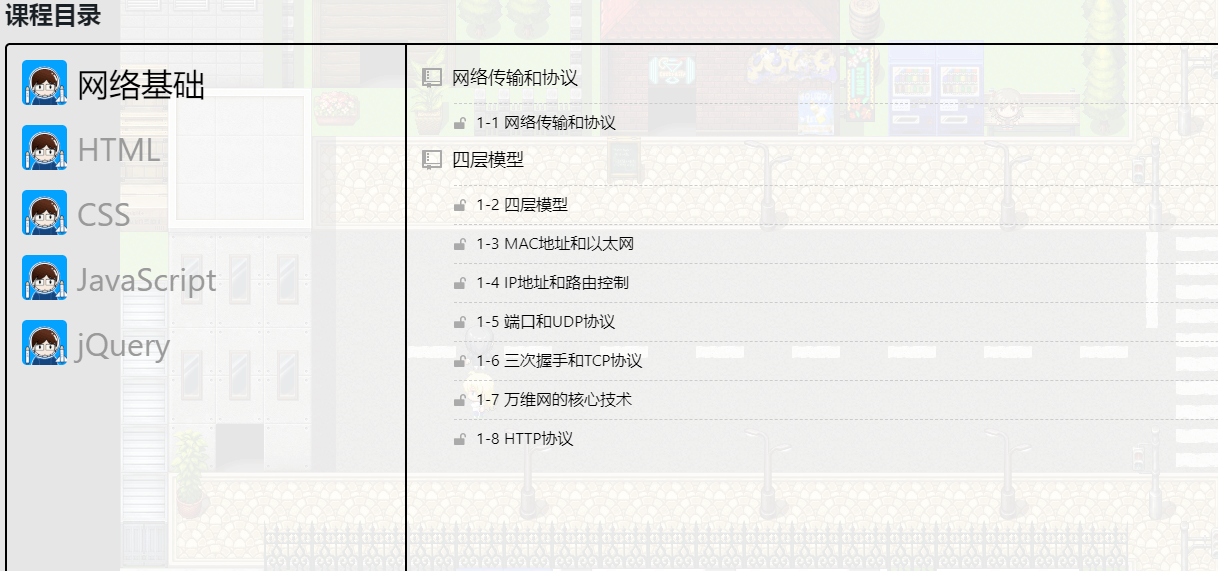 课程目录
网络基础
HTML
CSS
JavaScript
jQuery
网络传输和协议
1-1 网络传输和协议
四层模型
1-2 四层模型
1-3 MAC地址和以太网
1-4 IP地址和路由控制
1-5 端口和UDP协议
1-6 三次握手和TCP协议
1-7 万维网的核心技术
1-8 HTTP协议